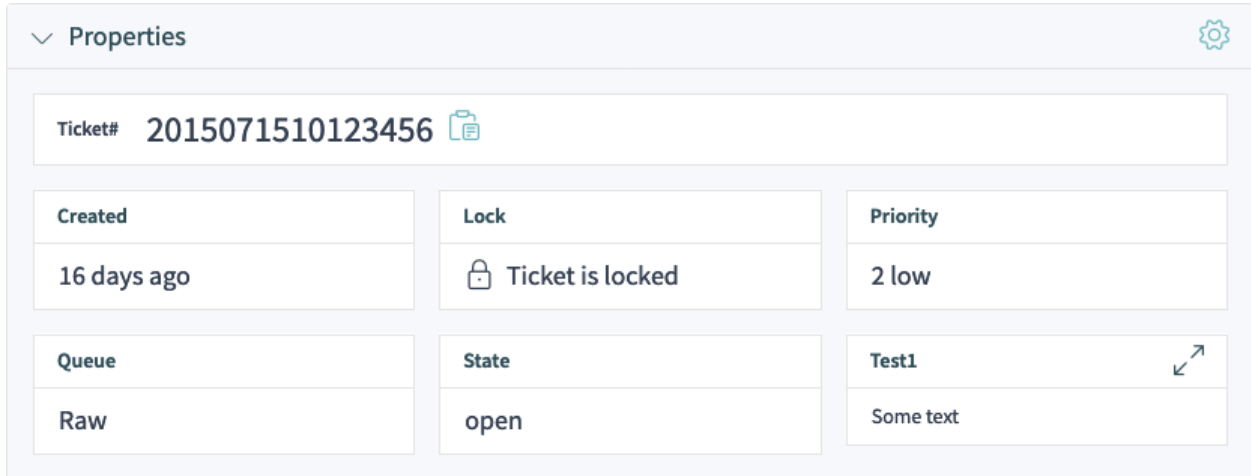 Properties
Ticket# 2015071510123456
Created
Lock
Priority
16 days ago
Ticket is locked
2 low
Queue
State
Test1
Raw
open
Some text